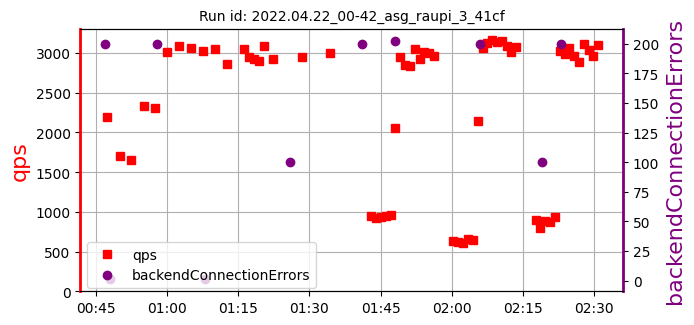 Run id: 2022.04.22_00-42_asg_raupi_3_41cf
qps
3000
2500
2000
1500
1000
500
0
qps
backendConnectionErrors
200
175
150
125
100
75
50
25
0
backendConnectionErrors
00:45 01:00 01:15 01:30 01:45 02:00 02:15 02:30